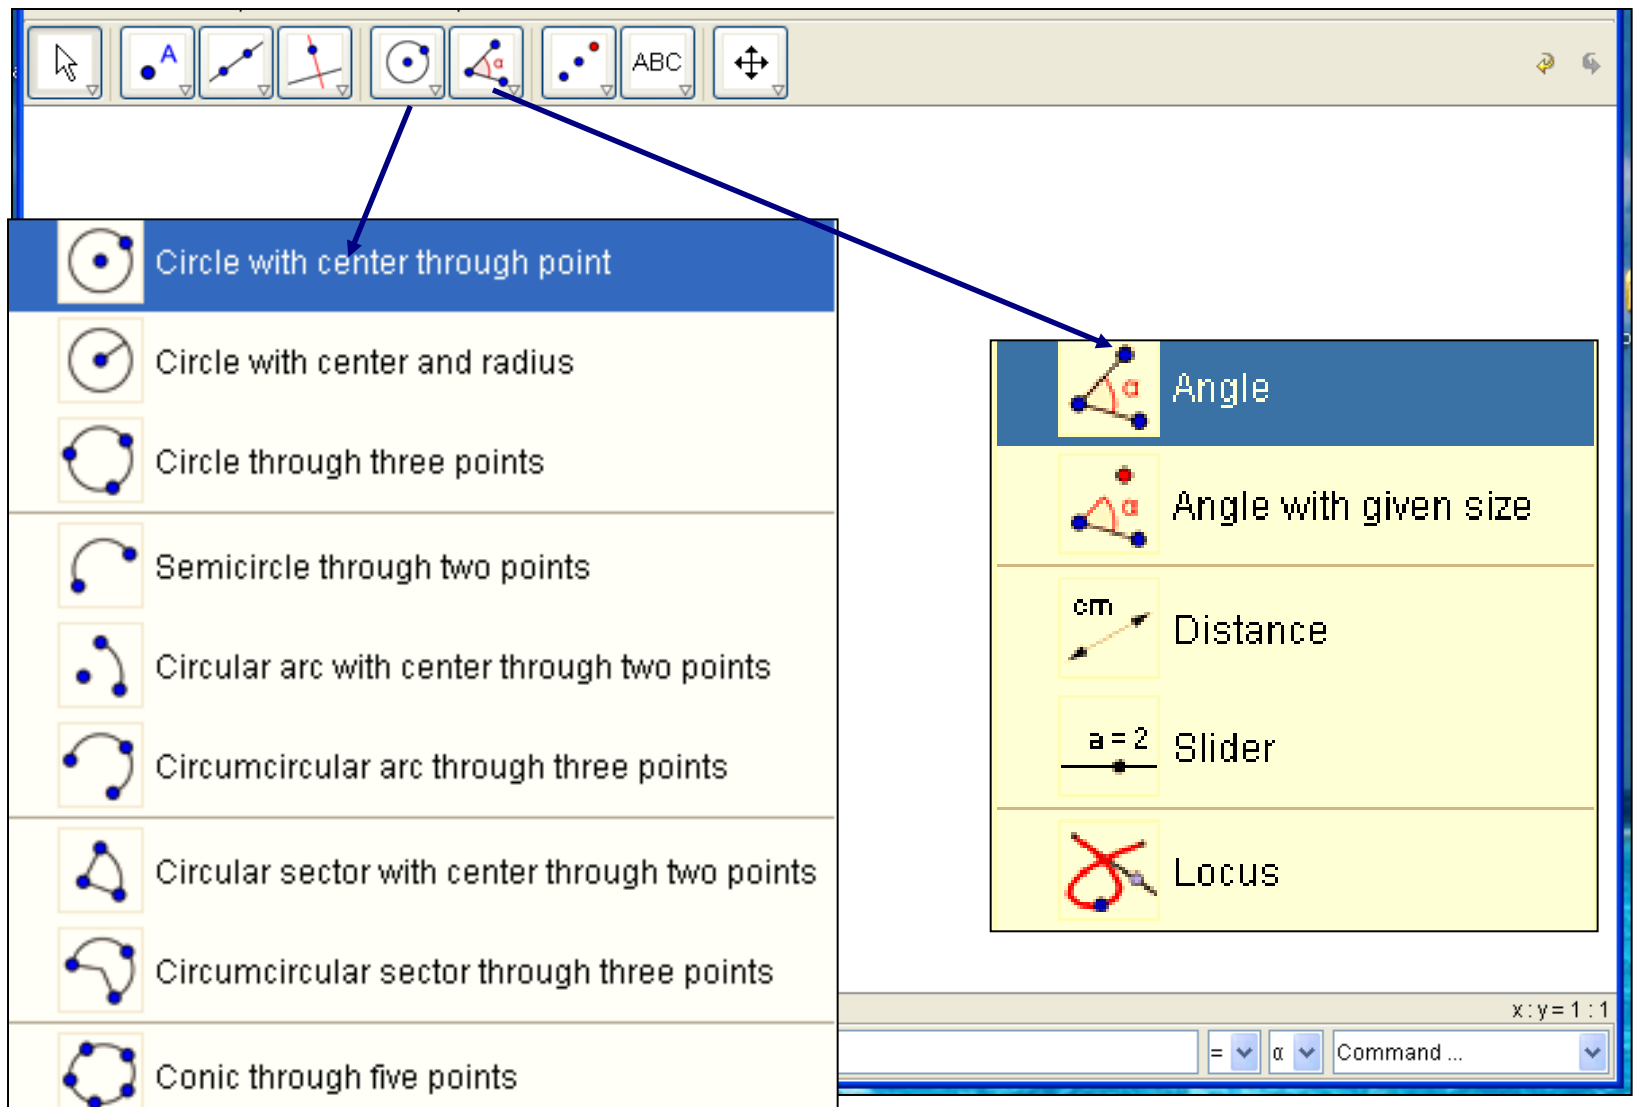 A
α
ABC
Circle with center through point
Circle with center and radius
Circle through three points
Semicircle through two points
Circular arc with center through two points
Circumcircular arc through three points
Circular sector with center through two points
Circumcircular sector through three points
Conic through five points
α
Angle
α
Angle with given size
cm
Distance
a = 2
Slider
Locus
x : y = 1 : 1
=
α
Command ...